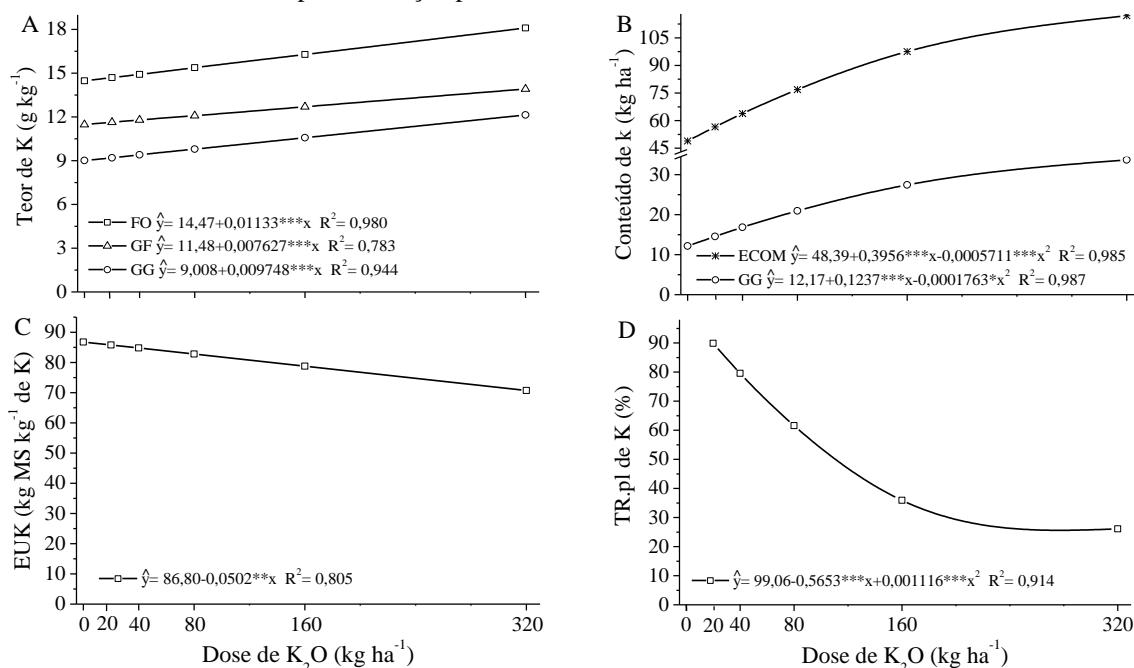 A
Teor de K (g kg-1)
18
15
12
9
6
3
0
FO ŷ= 14,47+0,01133***x R2= 0,980
GF ŷ= 11,48+0,007627***x R2= 0,783
GG ŷ= 9,008+0,009748***x R2= 0,944
B
Conteúdo de k (kg ha-1)
105
90
75
60
45
30
20
10
0
ECOM ŷ= 48,39+0,3956***x-0,0005711***x2 R2= 0,985
GG ŷ= 12,17+0,1237***x-0,0001763*x2 R2= 0,987
C
EUK (kg MS kg-1 de K)
90
80
70
60
50
40
30
20
10
0
ŷ= 86,80-0,0502**x R2= 0,805
0 20 40 80 160 320
Dose de K2O (kg ha-1)
D
TR.pl de K (%)
90
80
70
60
50
40
30
20
10
0
ŷ= 99,06-0,5653***x+0,001116***x2 R2= 0,914
0 20 40 80 160 320
Dose de K2O (kg ha-1)